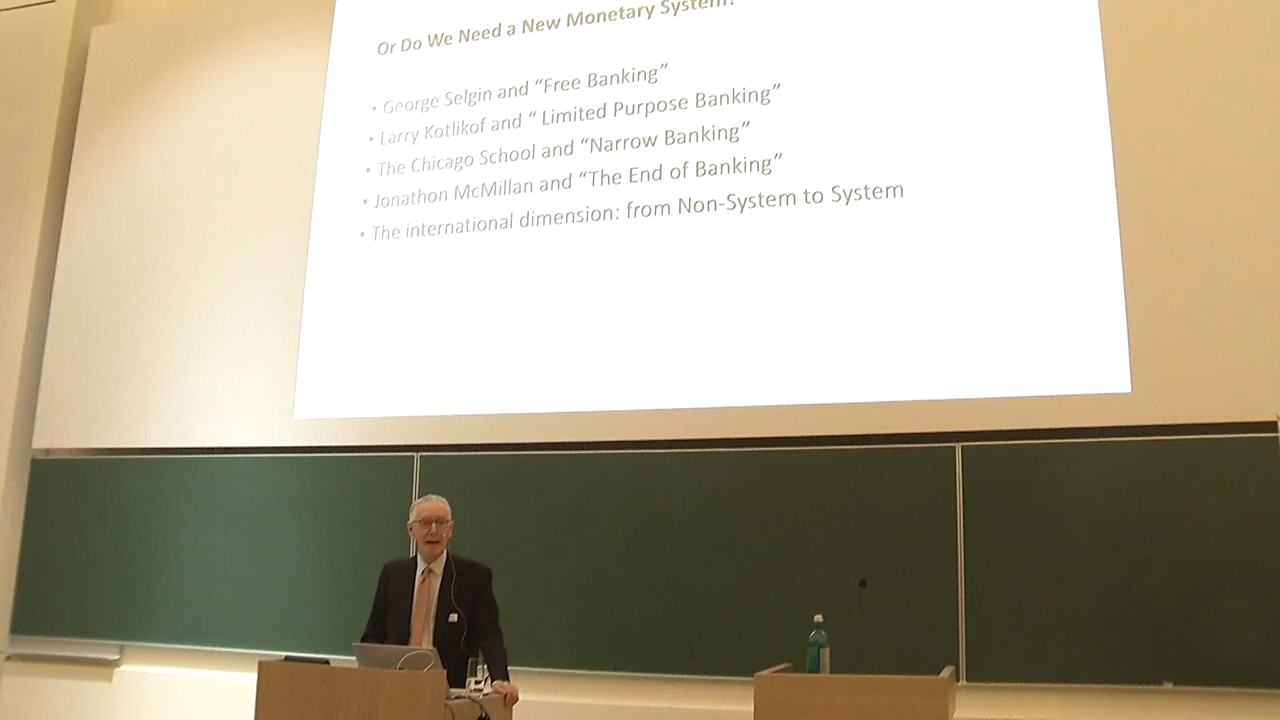 Or Do We Need a New Monetary System?
• George Selgin and “Free Banking”
• Larry Kotlikof and “ Limited Purpose Banking”
• The Chicago School and “Narrow Banking”
• Jonathon McMillan and “The End of Banking”
• The international dimension: from Non-System to System